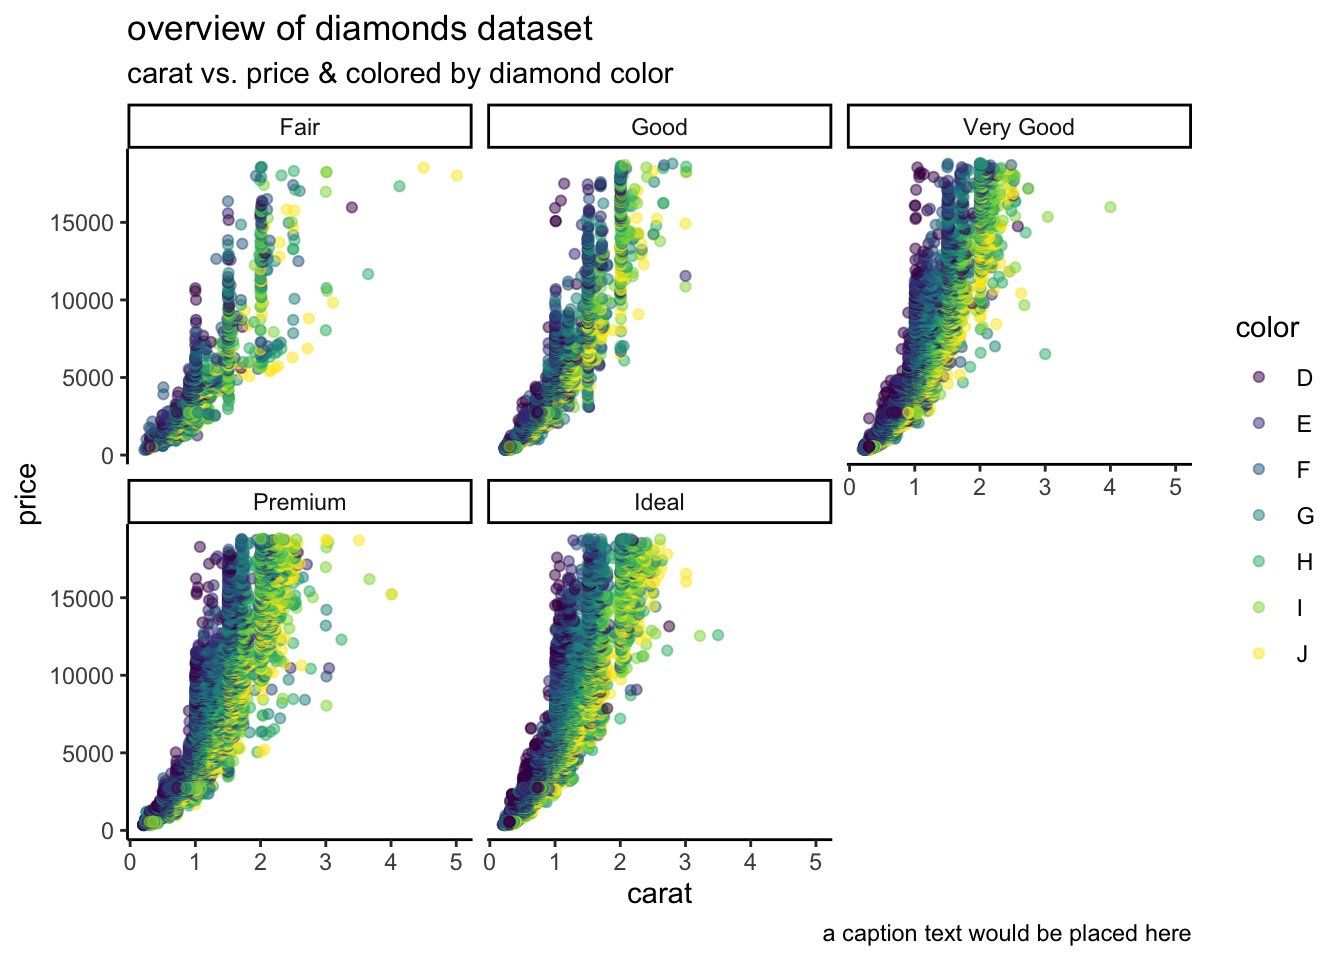 overview of diamonds dataset
carat vs. price & colored by diamond color
Fair
Good
Very Good
15000
10000
5000
0
0 1 2 3 4 5
price
Premium
Ideal
15000
10000
5000
0
0 1 2 3 4 5
0 1 2 3 4 5
carat
color
D
E
F
G
H
I
J
a caption text would be placed here